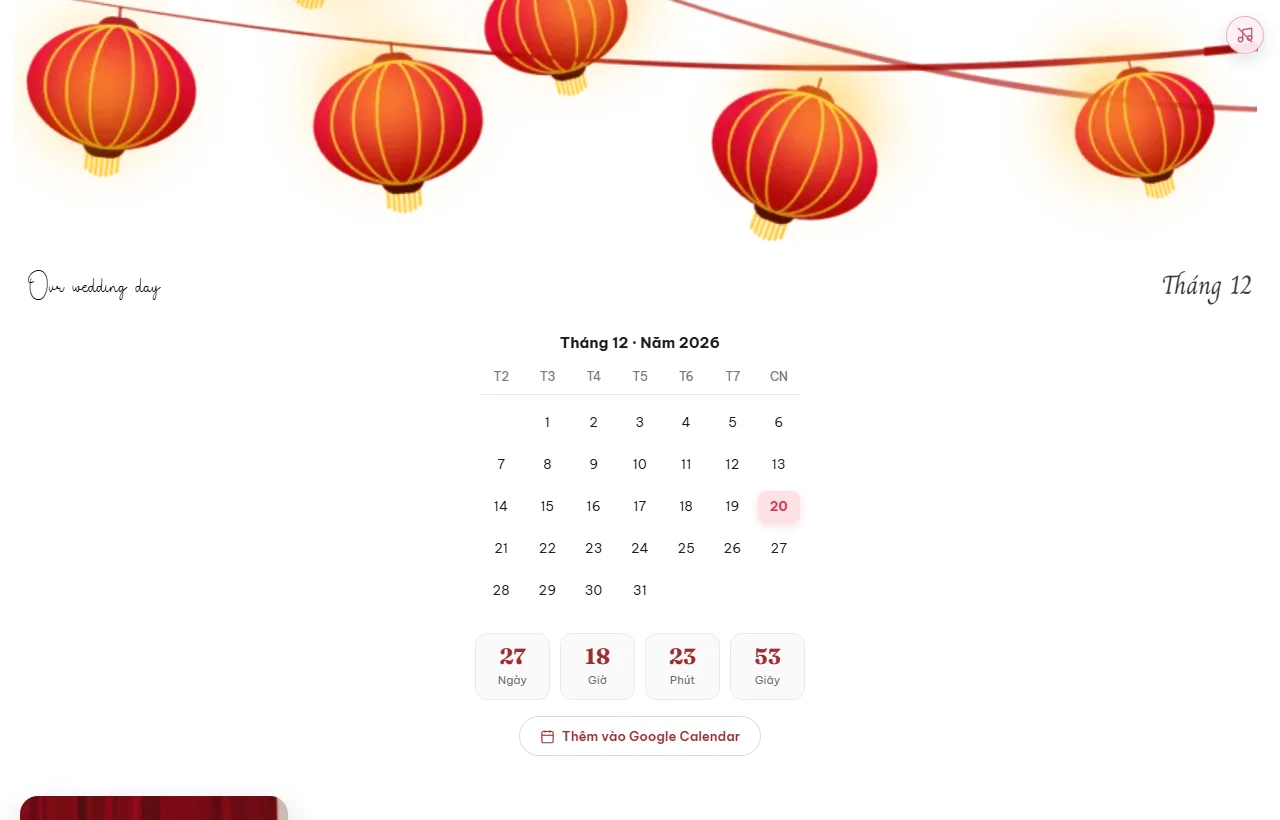 Our wedding day
Tháng 12
Tháng 12 · Năm 2026
T2 T3 T4 T5 T6 T7 CN
1 2 3 4 5 6
7 8 9 10 11 12 13
14 15 16 17 18 19 20
21 22 23 24 25 26 27
28 29 30 31
27 18 23 53
Ngày Giờ Phút Giây
Thêm vào Google Calendar